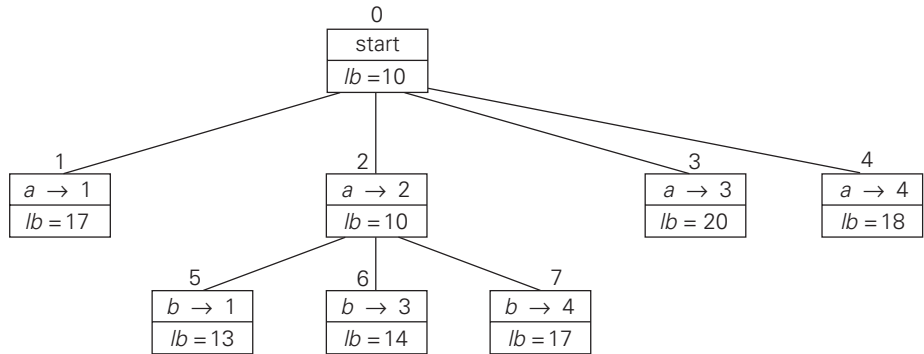 0
start
lb = 10
1 2 3 4
a → 1 a → 2 a → 3 a → 4
lb = 17 lb = 10 lb = 20 lb = 18
5 6 7
b → 1 b → 3 b → 4
lb = 13 lb = 14 lb = 17